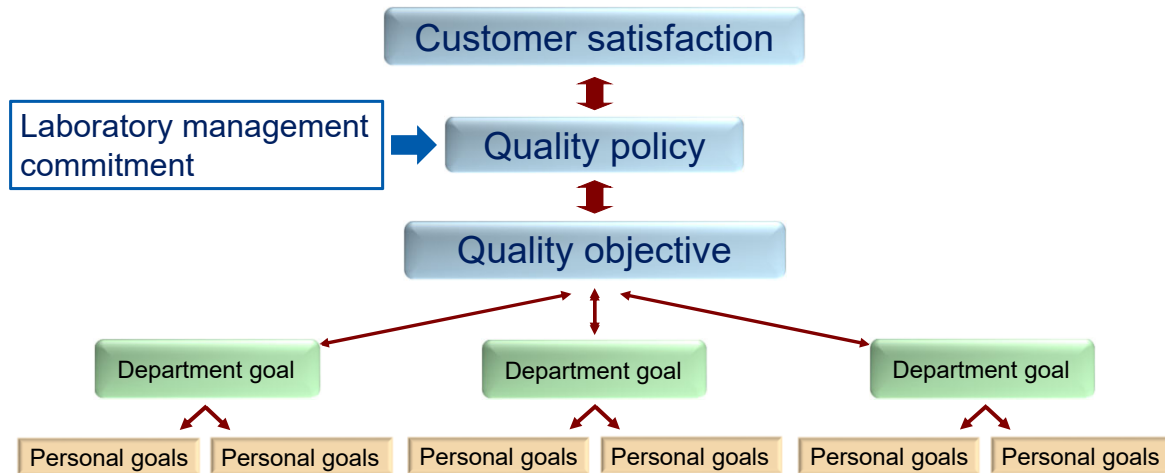 Customer satisfaction
Laboratory management
commitment
Quality policy
Quality objective
Department goal
Department goal
Department goal
Personal goals
Personal goals
Personal goals
Personal goals
Personal goals
Personal goals